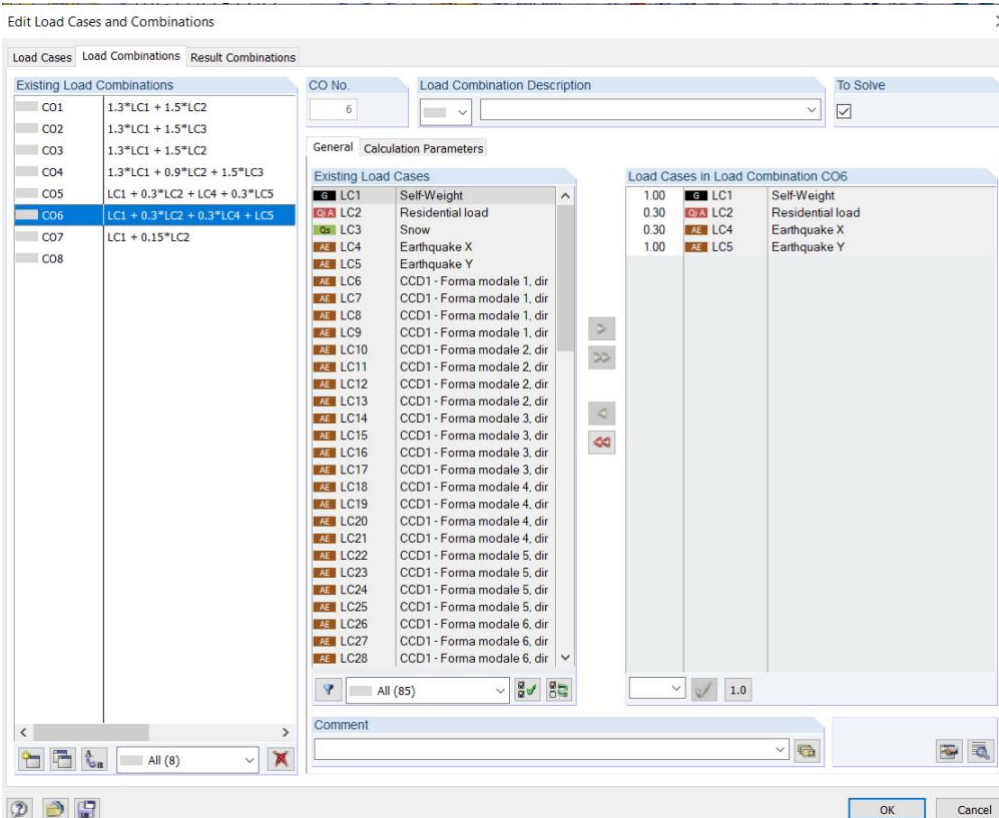 Edit Load Cases and Combinations
Load Cases Load Combinations Result Combinations
Existing Load Combinations
CO1 1.3*LC1 + 1.5*LC2
CO2 1.3*LC1 + 1.5*LC3
CO3 1.3*LC1 + 1.5*LC2
CO4 1.3*LC1 + 0.9*LC2 + 1.5*LC3
CO5 LC1 + 0.3*LC2 + LC4 + 0.3*LC5
CO6 LC1 + 0.3*LC2 + 0.3*LC4 + LC5
CO7 LC1 + 0.15*LC2
CO8
All (8)
CO No.
6
Load Combination Description
To Solve
General Calculation Parameters
Existing Load Cases
G LC1 Self-Weight
Qi A LC2 Residential load
Qs LC3 Snow
AE LC4 Earthquake X
AE LC5 Earthquake Y
AE LC6 CCD1 - Forma modale 1, dir
AE LC7 CCD1 - Forma modale 1, dir
AE LC8 CCD1 - Forma modale 1, dir
AE LC9 CCD1 - Forma modale 1, dir
AE LC10 CCD1 - Forma modale 2, dir
AE LC11 CCD1 - Forma modale 2, dir
AE LC12 CCD1 - Forma modale 2, dir
AE LC13 CCD1 - Forma modale 2, dir
AE LC14 CCD1 - Forma modale 3, dir
AE LC15 CCD1 - Forma modale 3, dir
AE LC16 CCD1 - Forma modale 3, dir
AE LC17 CCD1 - Forma modale 3, dir
AE LC18 CCD1 - Forma modale 4, dir
AE LC19 CCD1 - Forma modale 4, dir
AE LC20 CCD1 - Forma modale 4, dir
AE LC21 CCD1 - Forma modale 4, dir
AE LC22 CCD1 - Forma modale 5, dir
AE LC23 CCD1 - Forma modale 5, dir
AE LC24 CCD1 - Forma modale 5, dir
AE LC25 CCD1 - Forma modale 5, dir
AE LC26 CCD1 - Forma modale 6, dir
AE LC27 CCD1 - Forma modale 6, dir
AE LC28 CCD1 - Forma modale 6, dir
All (85)
Load Cases in Load Combination CO6
1.00 G LC1 Self-Weight
0.30 Qi A LC2 Residential load
0.30 AE LC4 Earthquake X
1.00 AE LC5 Earthquake Y
1.0
Comment
OK Cancel